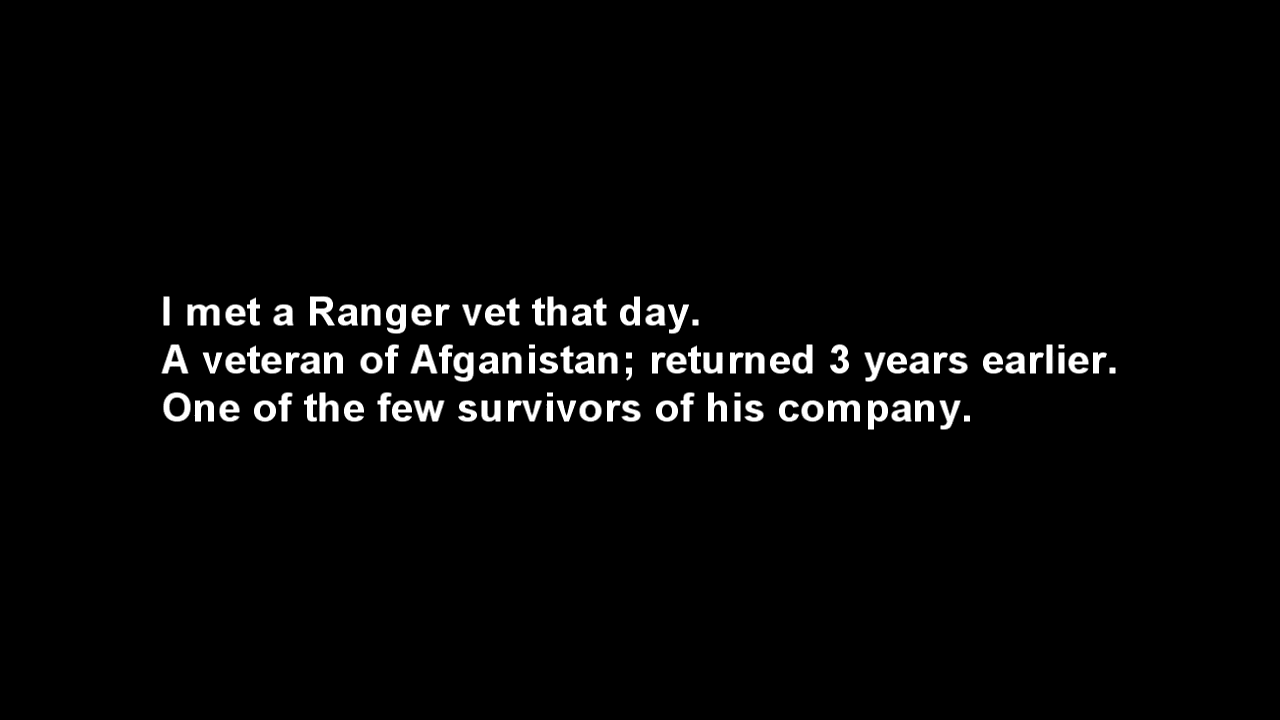 I met a Ranger vet that day.
A veteran of Afganistan; returned 3 years earlier.
One of the few survivors of his company.